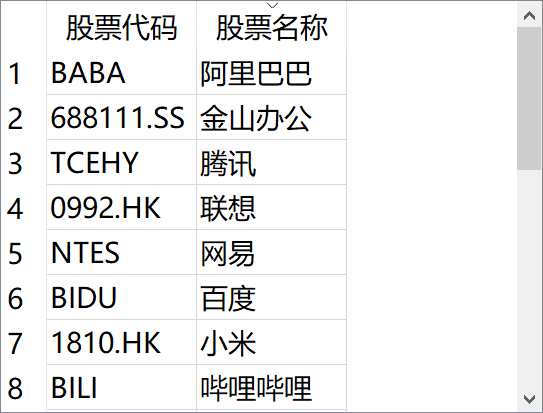 股票代码 股票名称
1 BABA 阿里巴巴
2 688111.SS 金山办公
3 TCEHY 腾讯
4 0992.HK 联想
5 NTES 网易
6 BIDU 百度
7 1810.HK 小米
8 BILI 哔哩哔哩